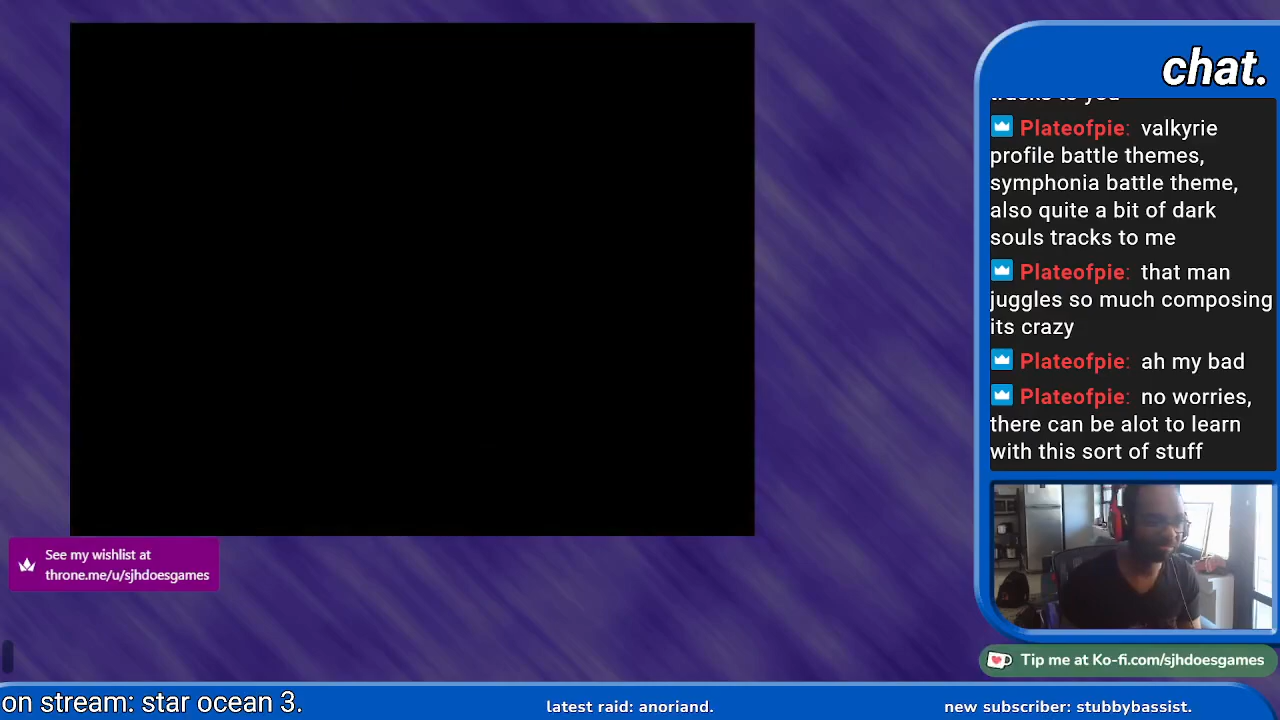 chat.
tracks to you
Plateofpie: valkyrie
profile battle themes,
symphonia battle theme,
also quite a bit of dark
souls tracks to me
Plateofpie: that man
juggles so much composing
its crazy
Plateofpie: ah my bad
Plateofpie: no worries,
there can be alot to learn
with this sort of stuff
See my wishlist at
throne.me/u/sjhdoesgames
Tip me at Ko-fi.com/sjhdoesgames
on stream: star ocean 3.
latest raid: anoriand.
new subscriber: stubbybassist.